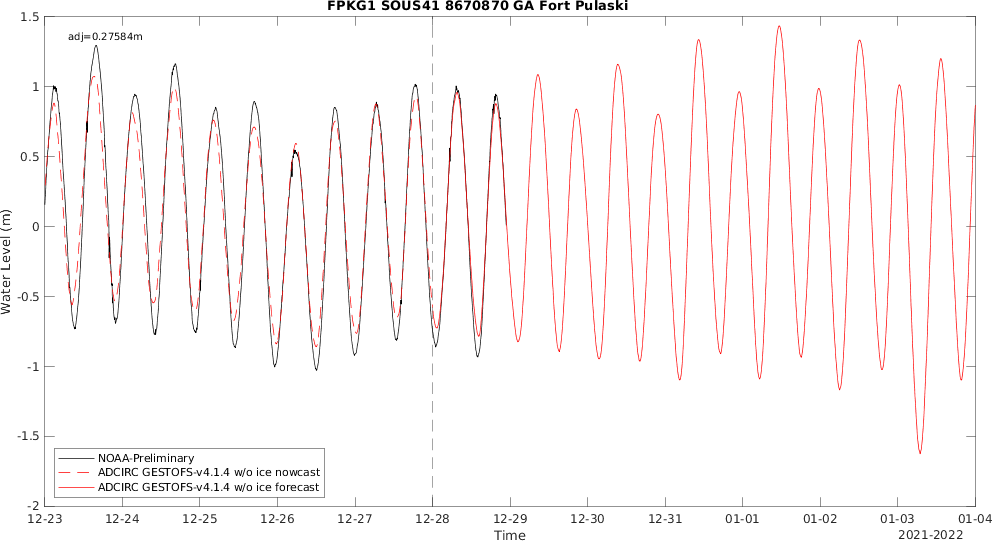 FPKG1 SOUS41 8670870 GA Fort Pulaski
adj=0.27584m
1.5
1
0.5
0
-0.5
-1
-1.5
-2
Water Level (m)
NOAA-Preliminary
ADCIRC GESTOFS-v4.1.4 w/o ice nowcast
ADCIRC GESTOFS-v4.1.4 w/o ice forecast
12-23 12-24 12-25 12-26 12-27 12-28 12-29 12-30 12-31 01-01 01-02 01-03 01-04
Time
2021-2022